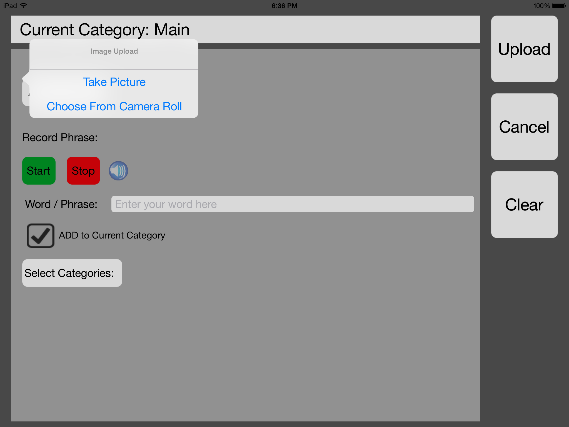 iPad
6:36 PM
100%
Current Category: Main
Image Upload
Take Picture
Choose From Camera Roll
Record Phrase:
Start
Stop
Word / Phrase:
Enter your word here
ADD to Current Category
Select Categories:
Upload
Cancel
Clear